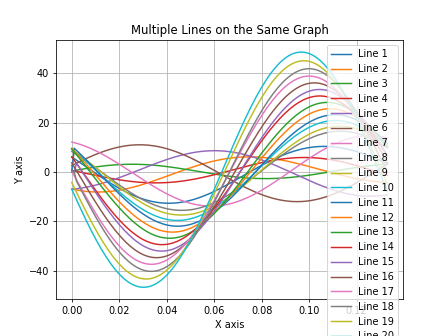 Multiple Lines on the Same Graph
Y axis
40
20
0
−20
−40
0.00
0.02
0.04
0.06
0.08
0.10
X axis
Line 1
Line 2
Line 3
Line 4
Line 5
Line 6
Line 7
Line 8
Line 9
Line 10
Line 11
Line 12
Line 13
Line 14
Line 15
Line 16
Line 17
Line 18
Line 19
Line 20